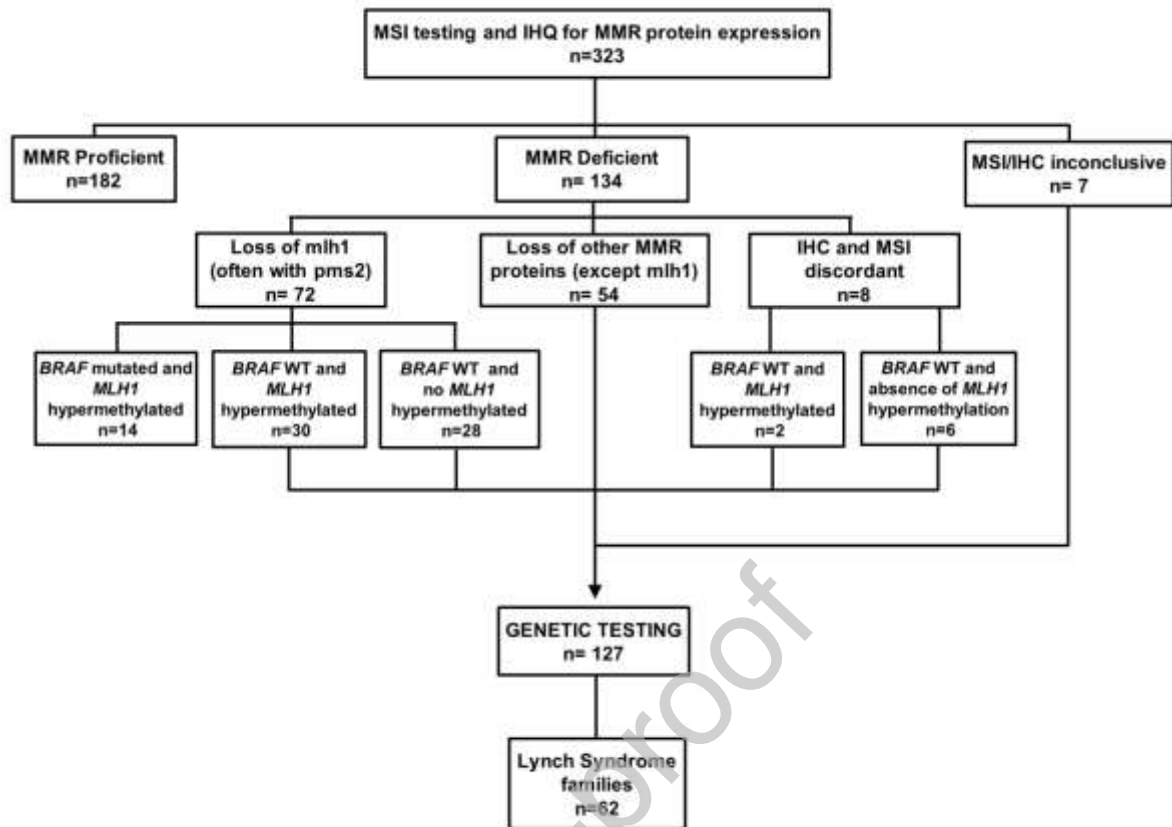 MSI testing and IHQ for MMR protein expression
n=323
MMR Proficient
n=182
MMR Deficient
n= 134
MSI/IHC inconclusive
n= 7
Loss of mlh1
(often with pms2)
n= 72
Loss of other MMR
proteins (except mlh1)
n= 54
IHC and MSI
discordant
n=8
BRAF mutated and
MLH1
hypermethylated
n=14
BRAF WT and
MLH1
hypermethylated
n=30
BRAF WT and
no MLH1
hypermethylated
n=28
BRAF WT and
MLH1
hypermethylated
n=2
BRAF WT and
absence of MLH1
hypermethylation
n=6
GENETIC TESTING
n= 127
Lynch Syndrome
families
n=62
proof